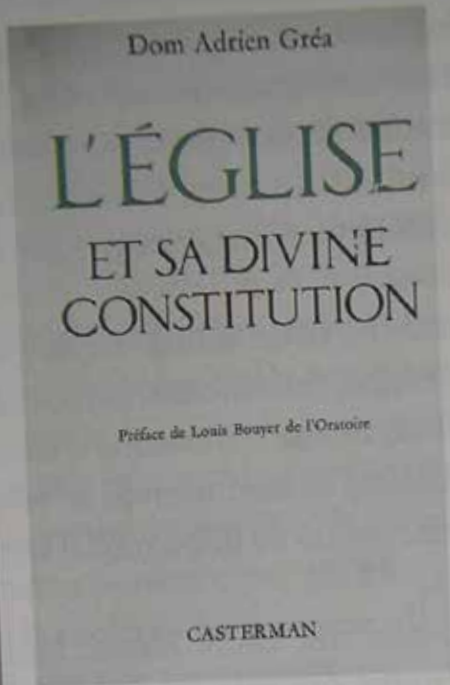 Dom Adrien Gréa
L'ÉGLISE
ET SA DIVINE
CONSTITUTION
Préface de Louis Bouyer de l'Oratoire
CASTERMAN